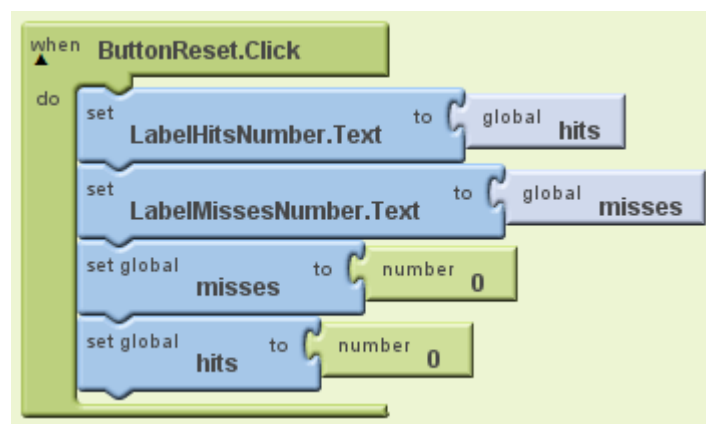 when ButtonReset.Click
do
set LabelHitsNumber.Text to global hits
set LabelMissesNumber.Text to global misses
set global misses to number 0
set global hits to number 0